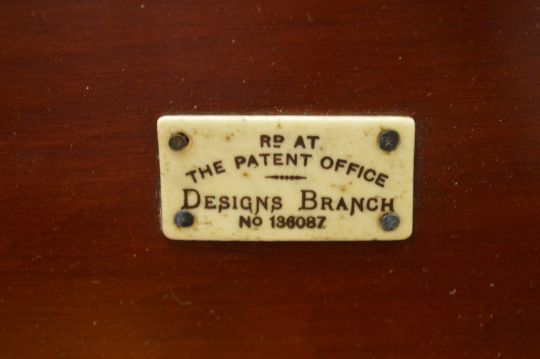 RD AT
THE PATENT OFFICE
DESIGNS BRANCH
NO 136087